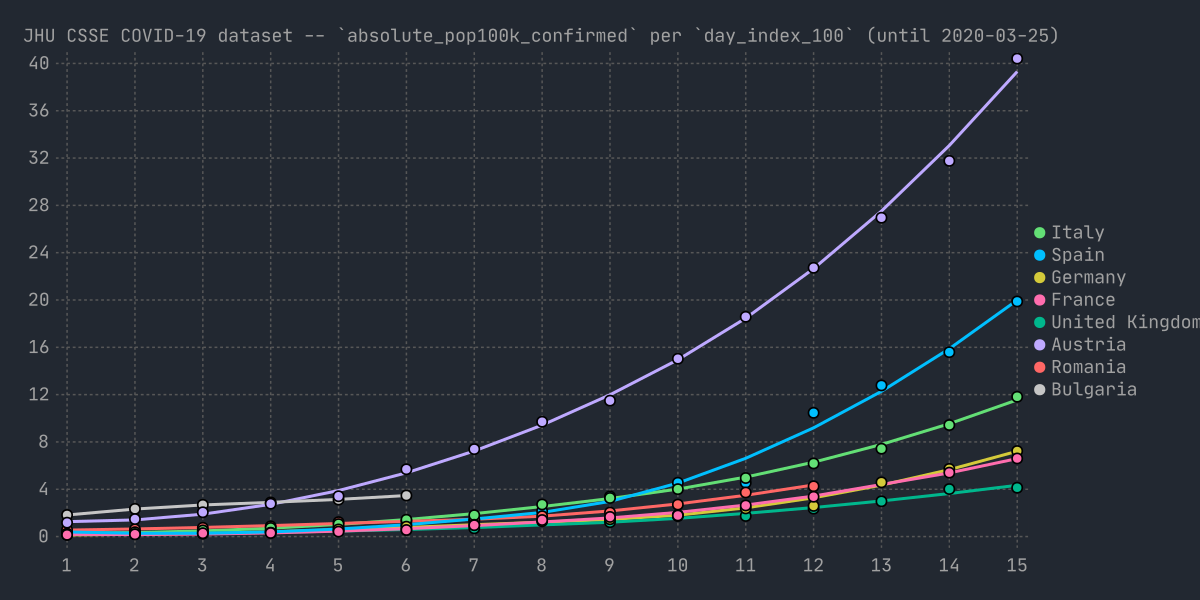 JHU CSSE COVID-19 dataset -- `absolute_pop100k_confirmed` per `day_index_100` (until 2020-03-25)
40
36
32
28
24
20
16
12
8
4
0
1 2 3 4 5 6 7 8 9 10 11 12 13 14 15
Italy
Spain
Germany
France
United Kingdom
Austria
Romania
Bulgaria